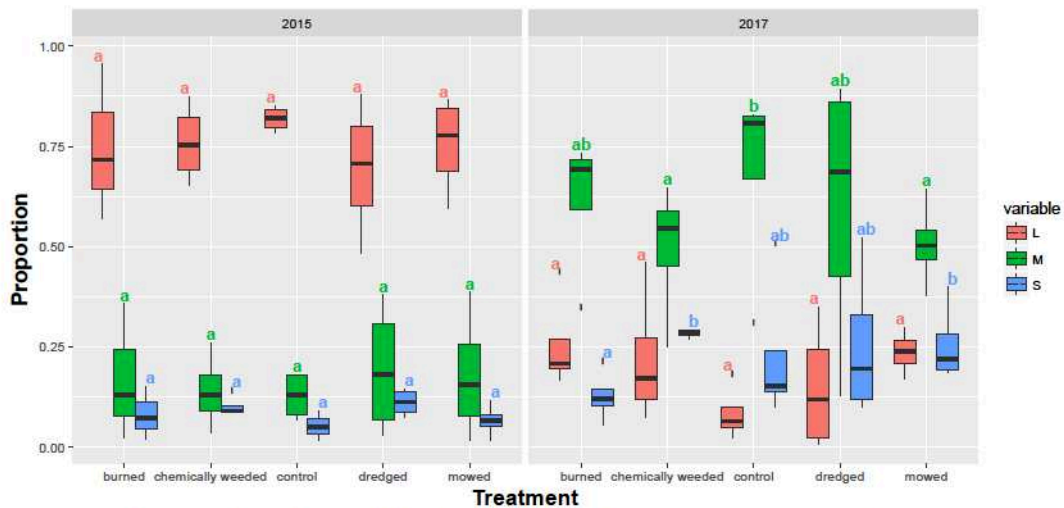 2015 2017
1.00
0.75
0.50
0.25
0.00
Proportion
a a a a a
a a a a a
a a a a a
ab a b ab a
a a a a a
a b ab ab b
burned chemically weeded control dredged mowed burned chemically weeded control dredged mowed
Treatment
variable
L
M
S